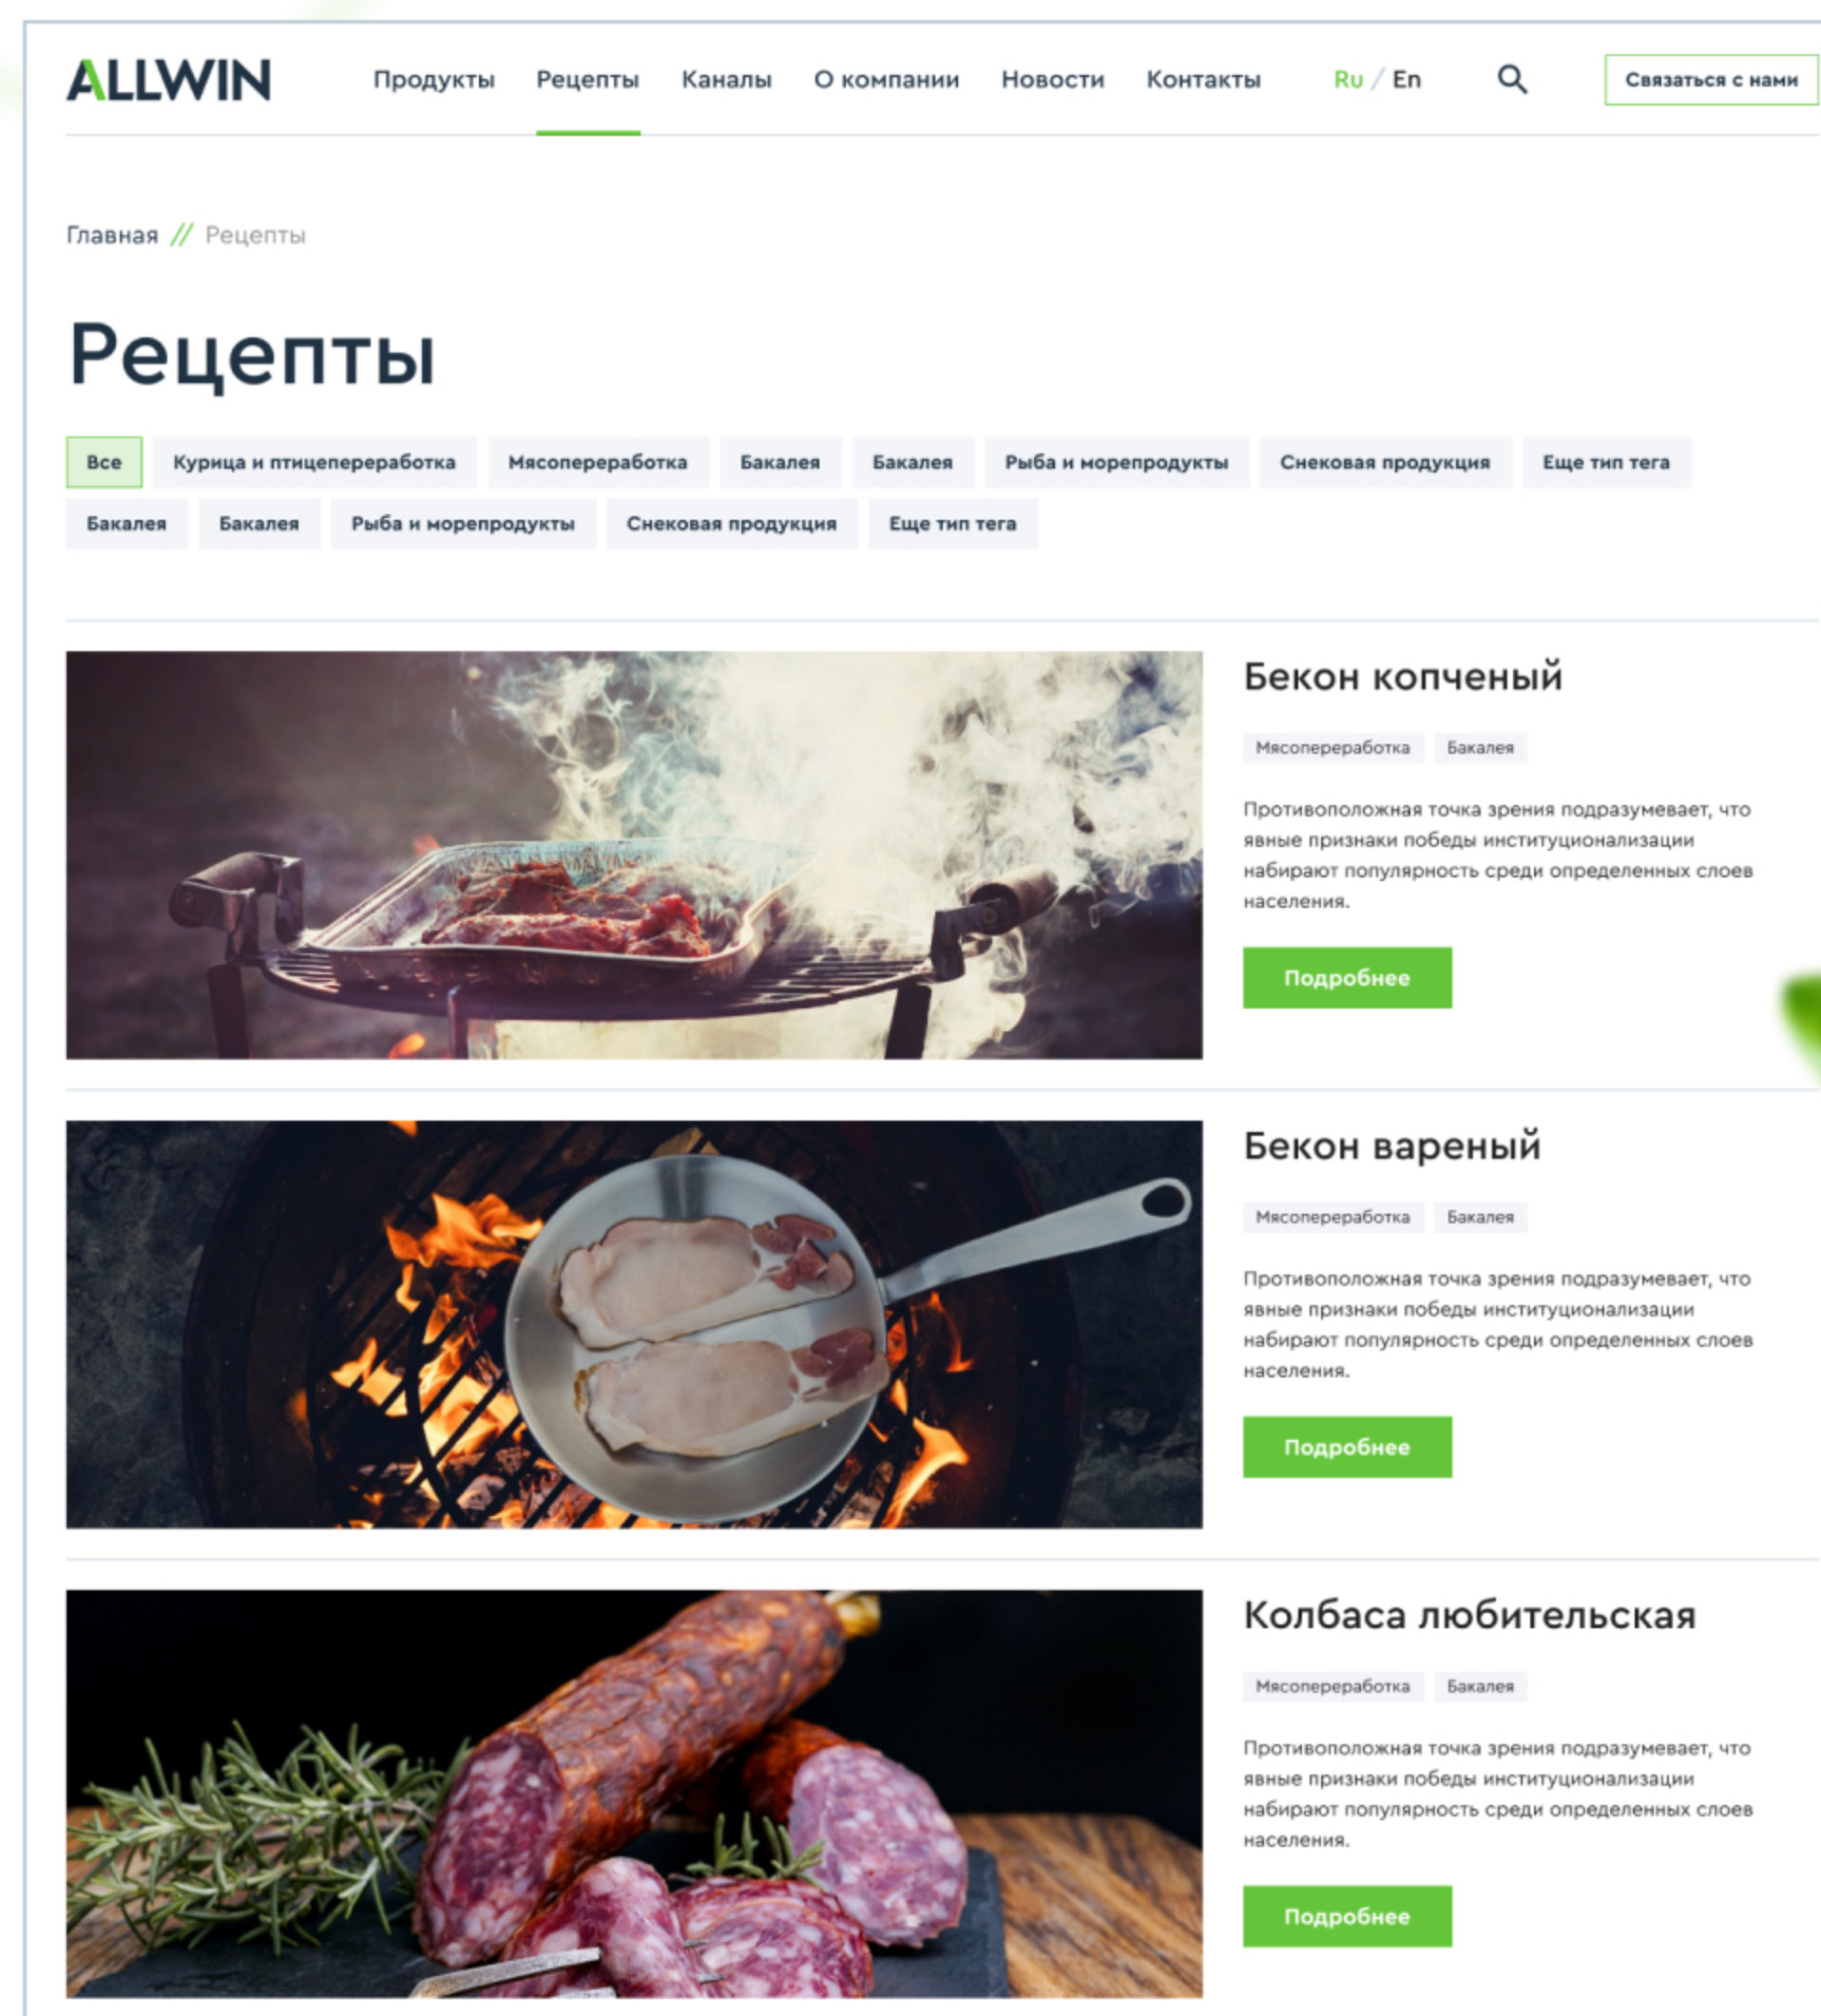 ALLWIN Продукты Рецепты Каналы О компании Новости Контакты Ru / En Связаться с нами
Главная // Рецепты
Рецепты
Все Курица и птицепереработка Мясопереработка Бакалея Бакалея Рыба и морепродукты Снековая продукция Еще тип тега
Бакалея Бакалея Рыба и морепродукты Снековая продукция Еще тип тега
Бекон копченый
Мясопереработка Бакалея
Противоположная точка зрения подразумевает, что
явные признаки победы институционализации
набирают популярность среди определенных слоев
населения.
Подробнее
Бекон вареный
Мясопереработка Бакалея
Противоположная точка зрения подразумевает, что
явные признаки победы институционализации
набирают популярность среди определенных слоев
населения.
Подробнее
Колбаса любительская
Мясопереработка Бакалея
Противоположная точка зрения подразумевает, что
явные признаки победы институционализации
набирают популярность среди определенных слоев
населения.
Подробнее